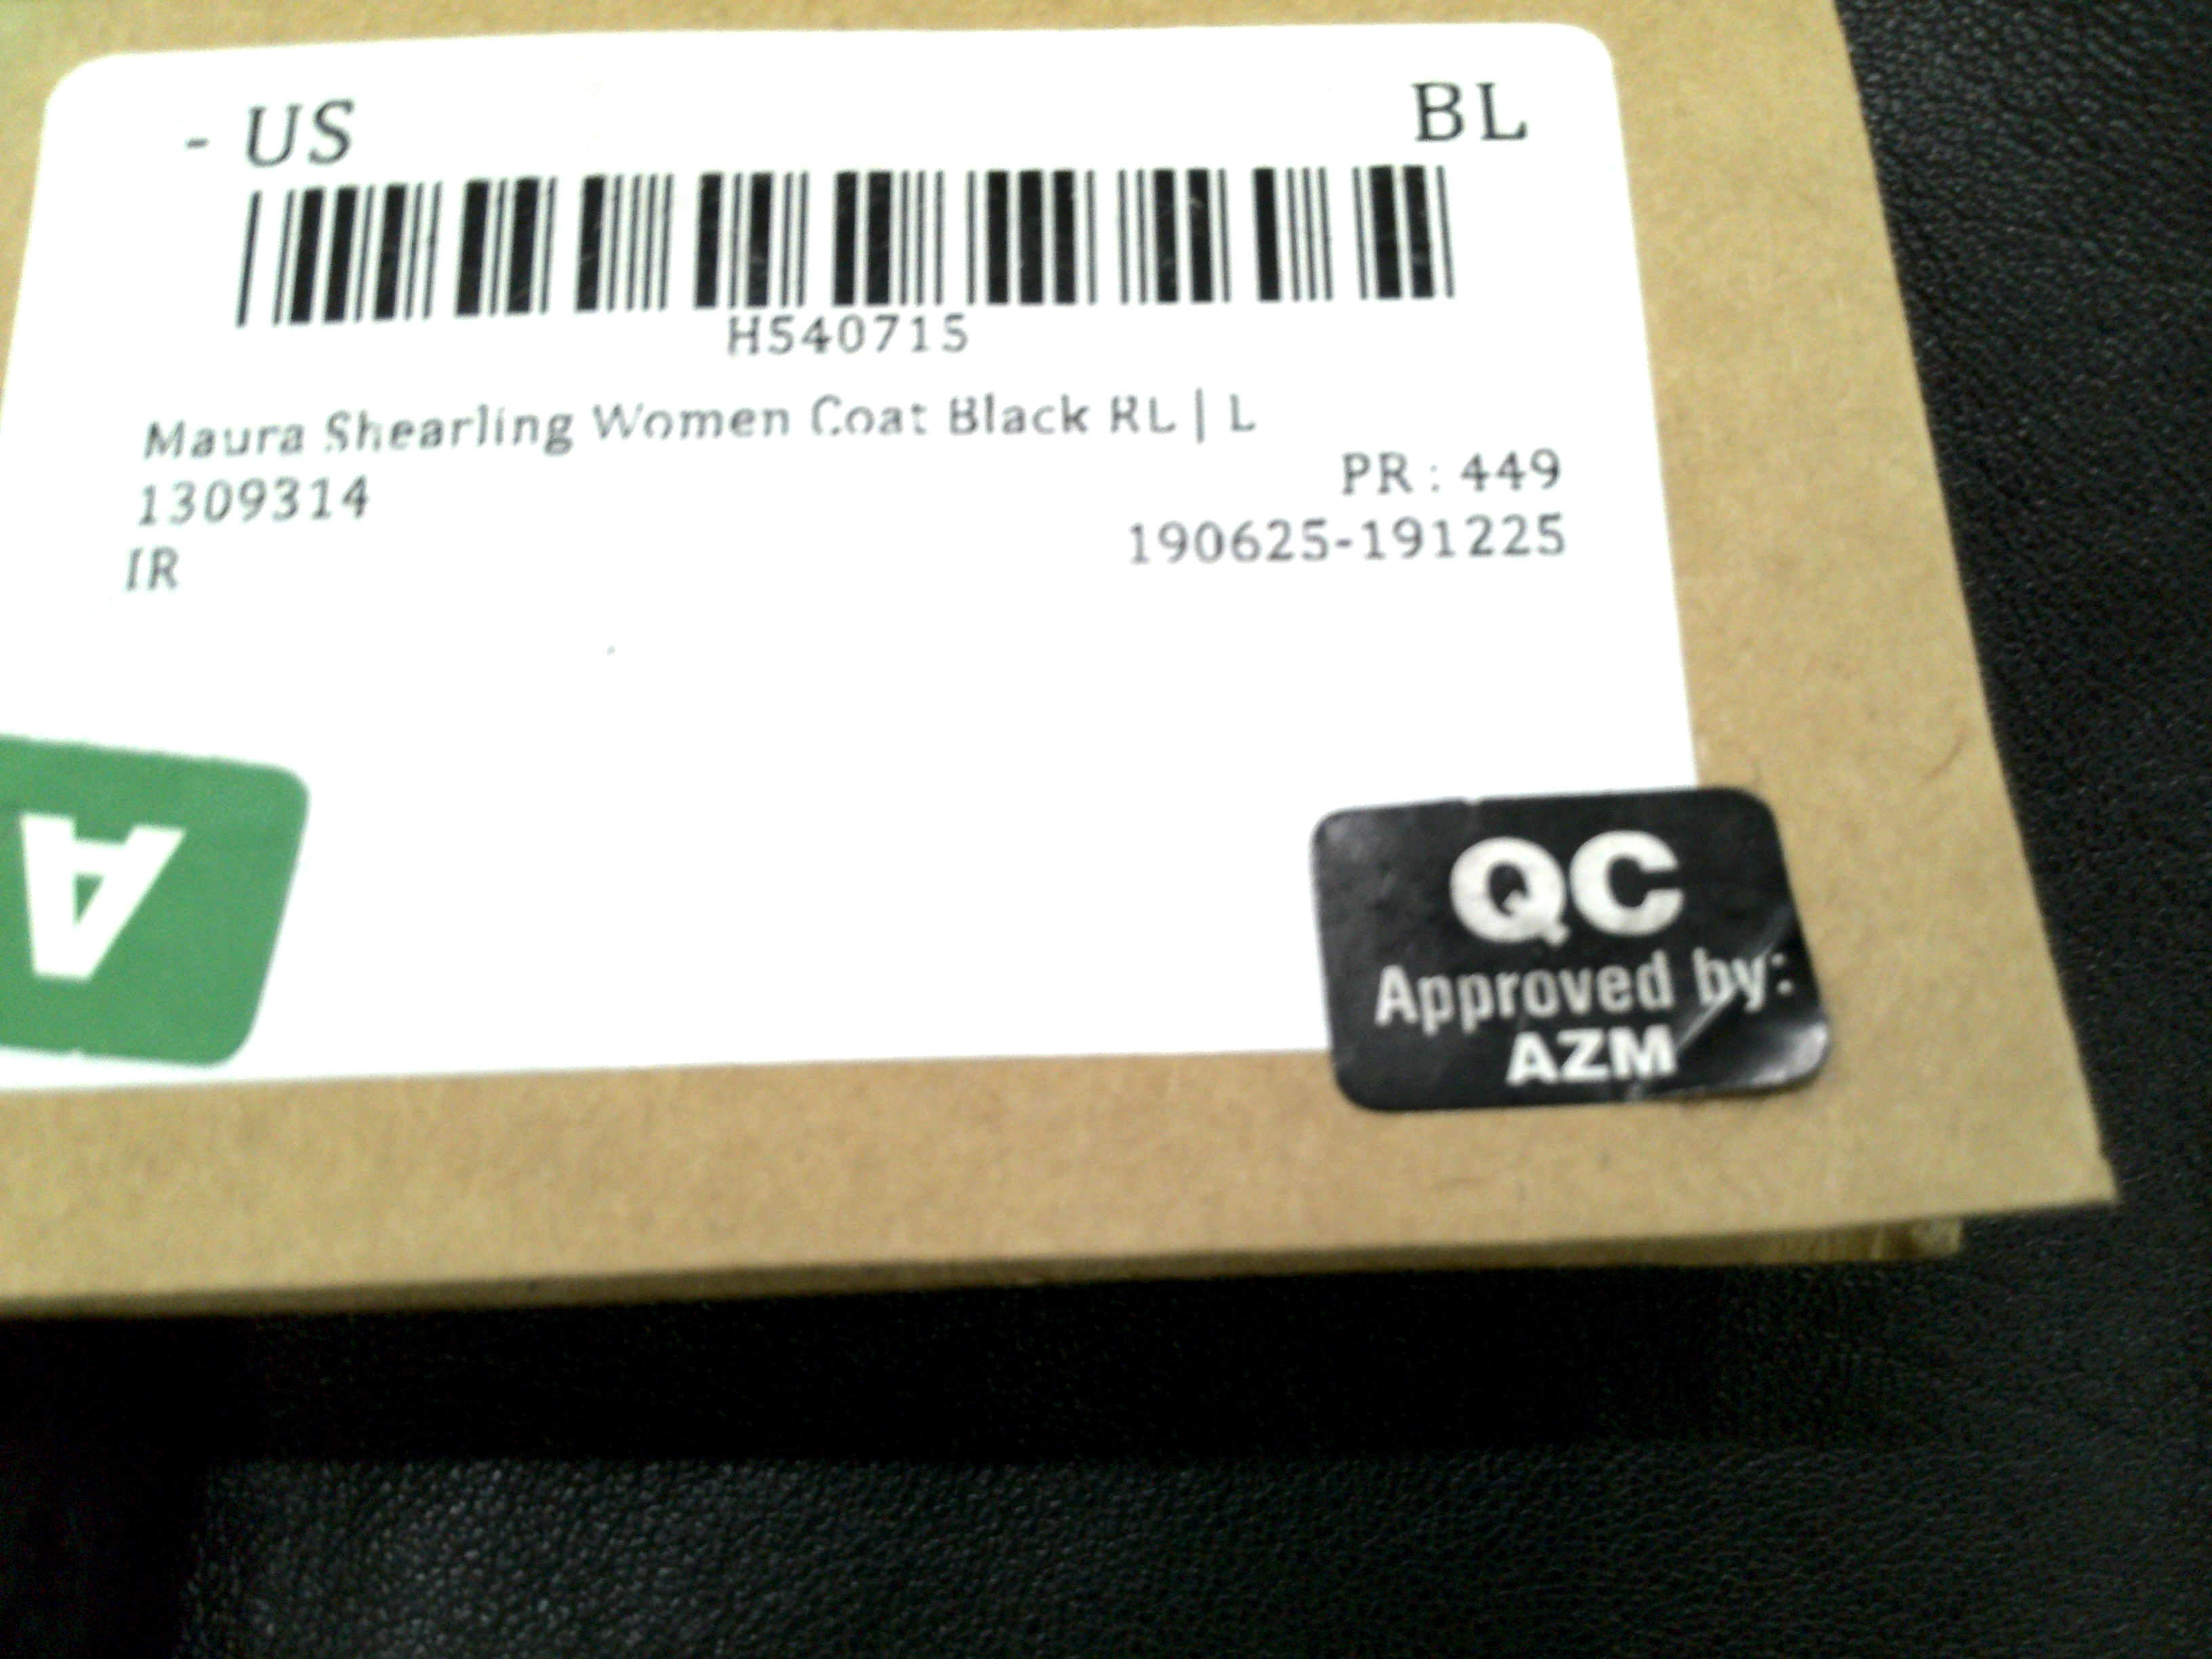 - US BL
H540715
Maura Shearling Women Coat Black RL | L
1309314 PR : 449
IR 190625-191225
A
QC
Approved by:
AZM